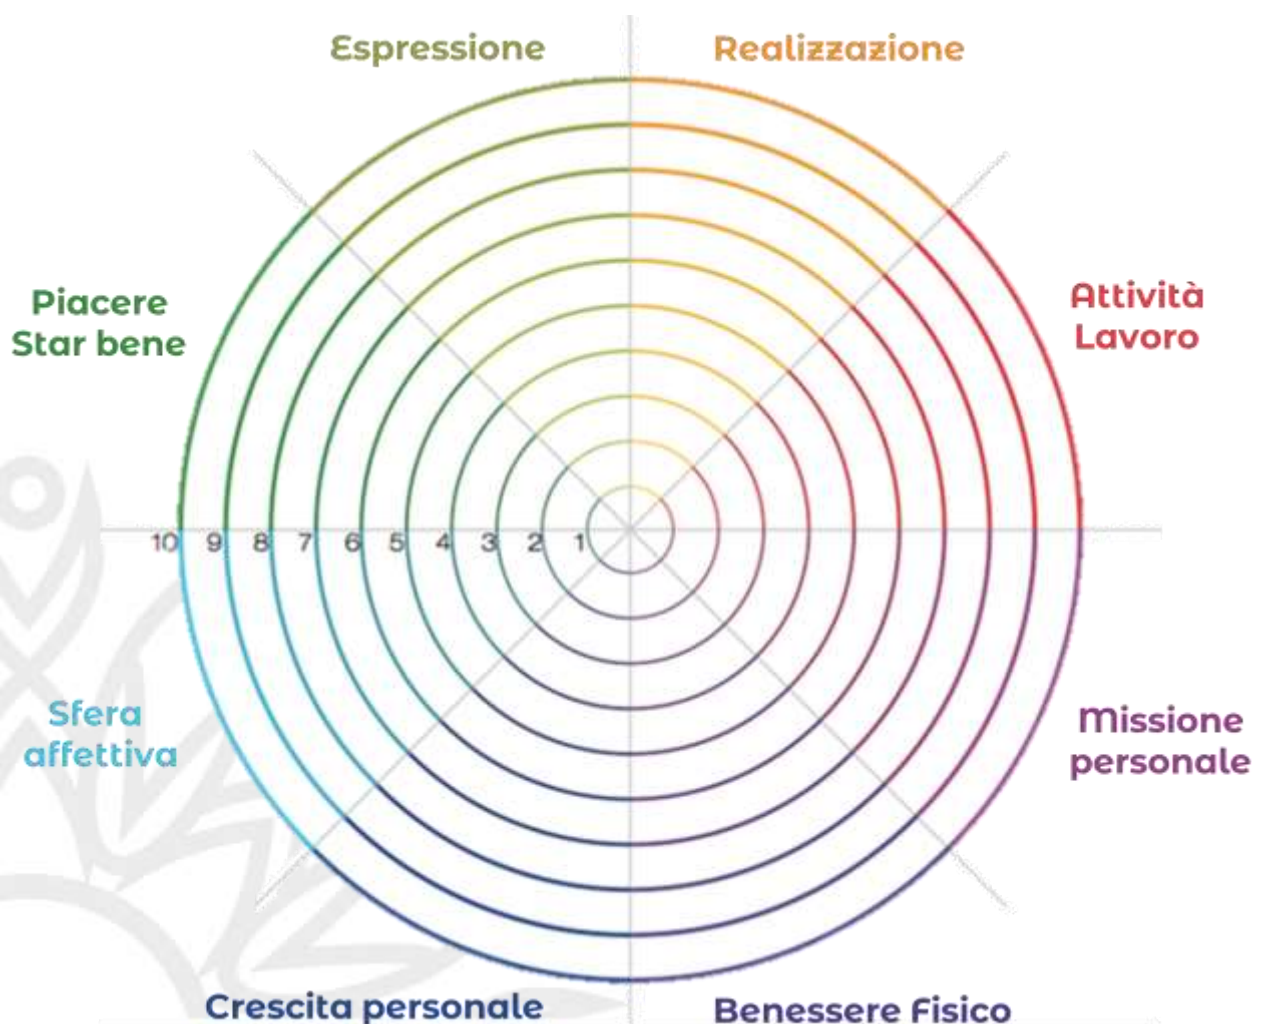 Espressione
Realizzazione
Piacere
Star bene
Attività
Lavoro
10 9 8 7 6 5 4 3 2 1
Sfera
affettiva
Missione
personale
Crescita personale
Benessere Fisico